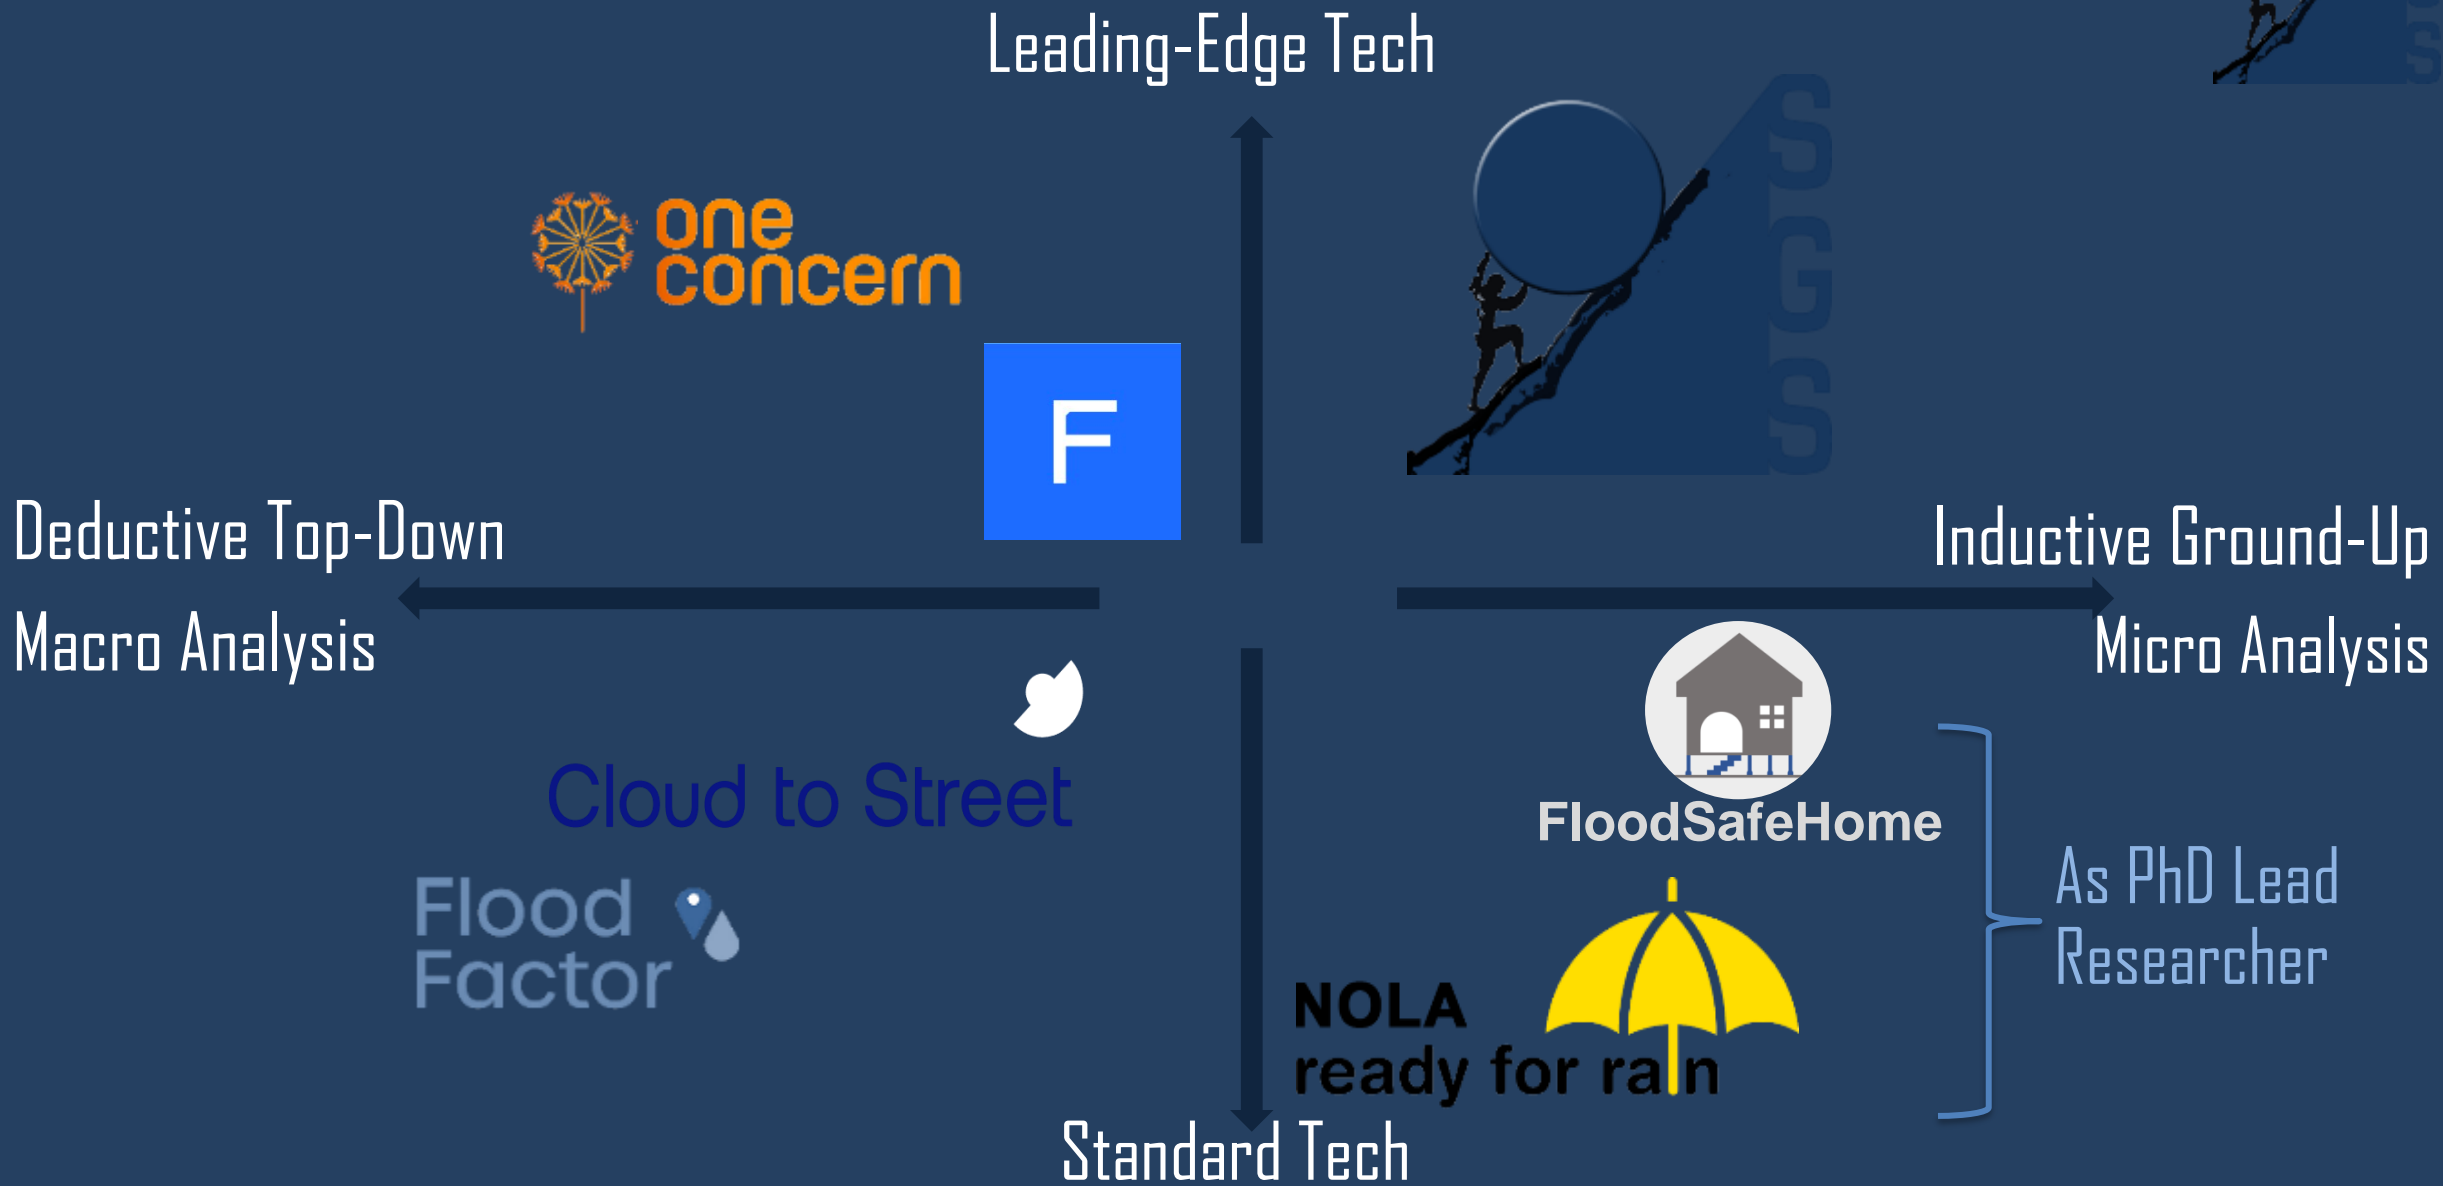 Leading-Edge Tech
one
concern
F
S
G
S
Deductive Top-Down
Macro Analysis
Inductive Ground-Up
Micro Analysis
Cloud to Street
Flood
Factor
FloodSafeHome
NOLA
ready for rain
As PhD Lead
Researcher
Standard Tech